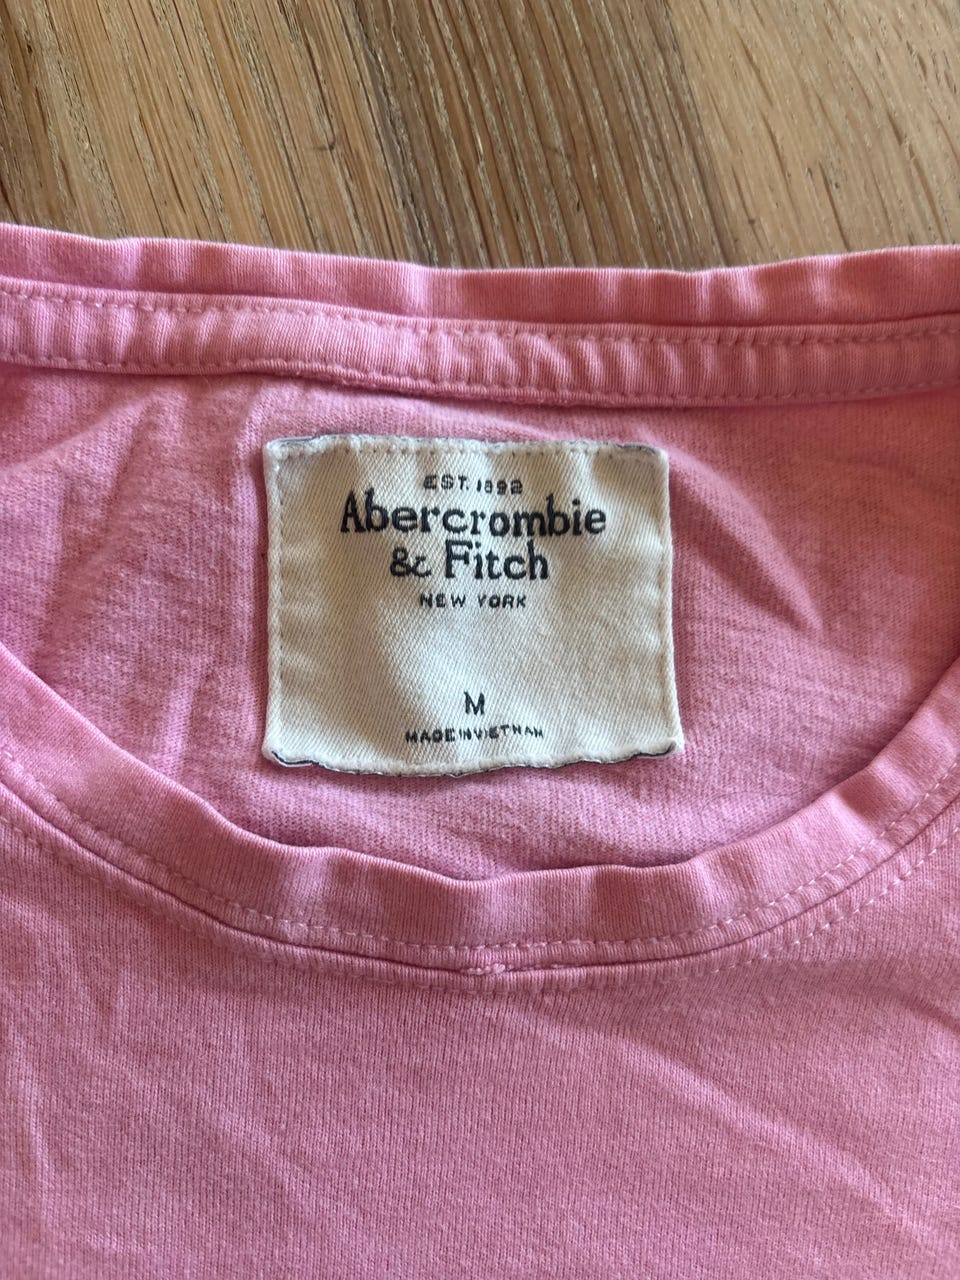 EST. 1892
Abercrombie
& Fitch
NEW YORK
M
MADE IN VIETNAM